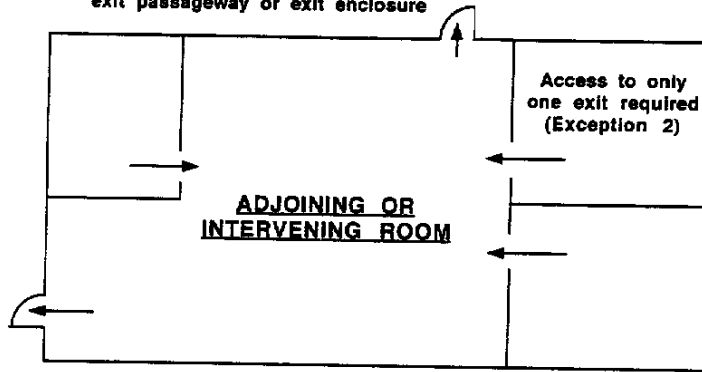 exit passageway or exit enclosure
Access to only
one exit required
(Exception 2)
ADJOINING OR
INTERVENING ROOM